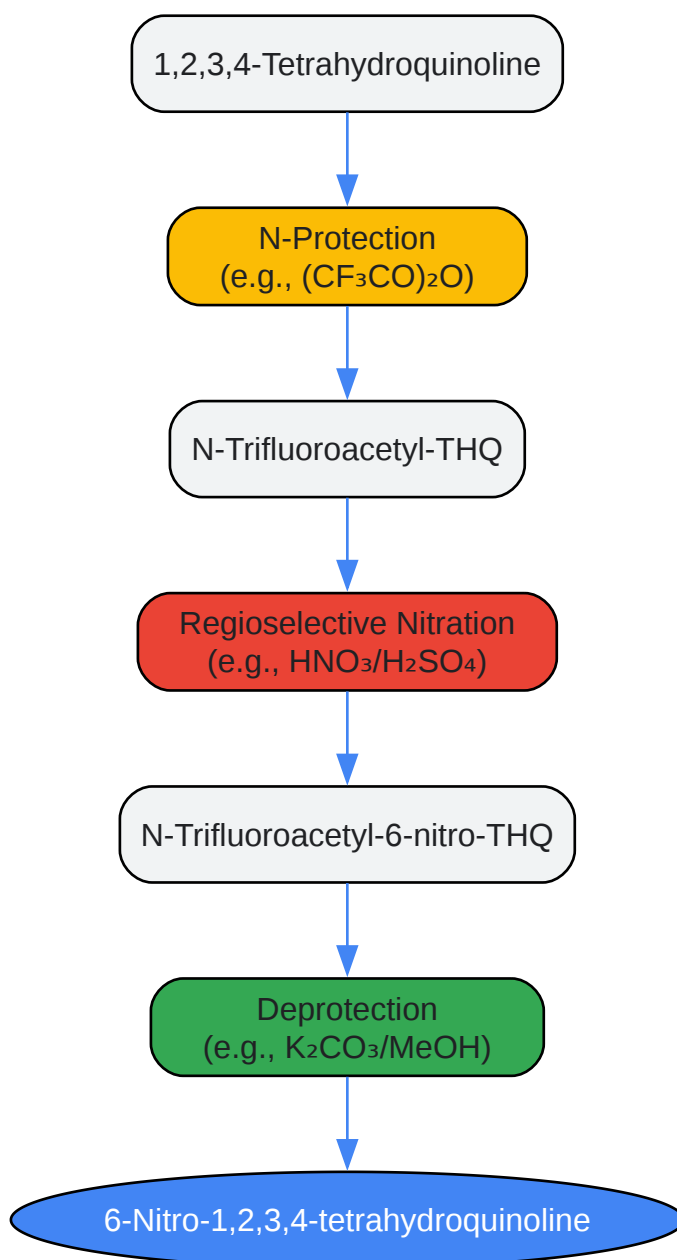 1,2,3,4-Tetrahydroquinoline
N-Protection
(e.g., (CF₃CO)₂O)
N-Trifluoroacetyl-THQ
Regioselective Nitration
(e.g., HNO₃/H₂SO₄)
N-Trifluoroacetyl-6-nitro-THQ
Deprotection
(e.g., K₂CO₃/MeOH)
6-Nitro-1,2,3,4-tetrahydroquinoline